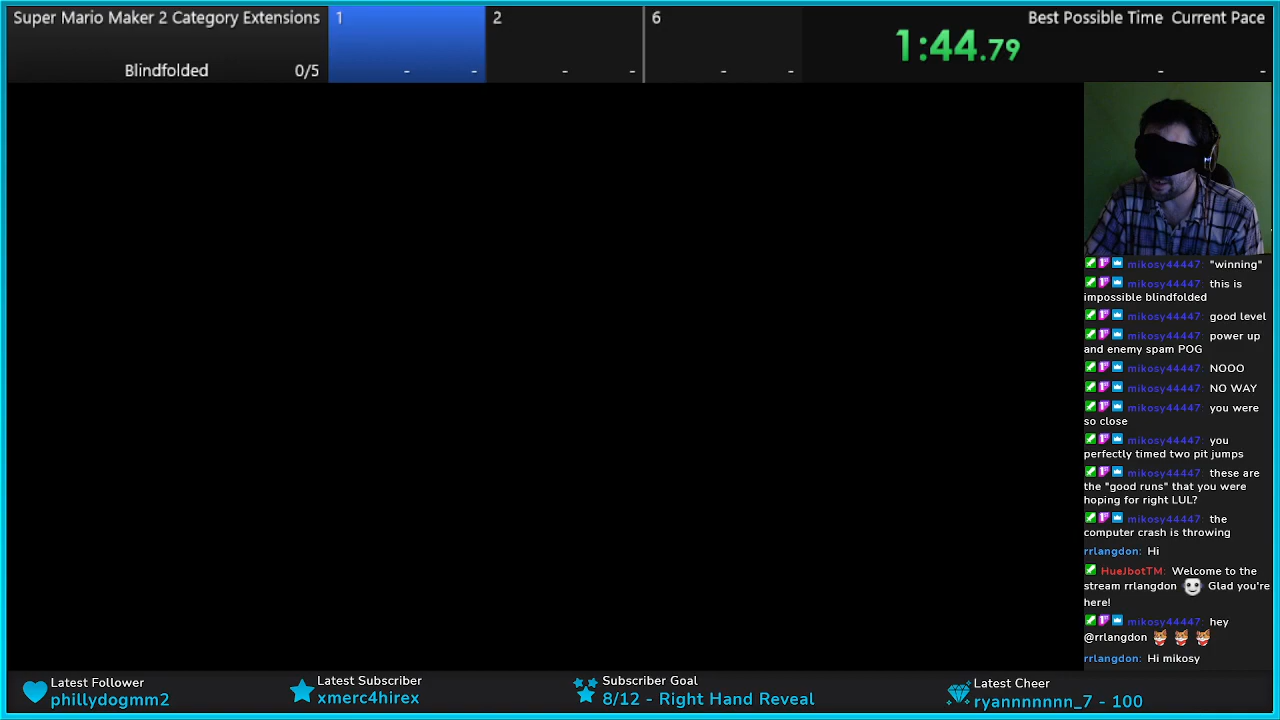 Super Mario Maker 2 Category Extensions
Blindfolded
0/5
1
-
-
2
-
-
6
-
-
1:44.79
Best Possible Time
Current Pace
-
-
mikosy44447: "winning"
mikosy44447: this is
impossible blindfolded
mikosy44447: good level
mikosy44447: power up
and enemy spam POG
mikosy44447: NOOO
mikosy44447: NO WAY
mikosy44447: you were
so close
mikosy44447: you
perfectly timed two pit jumps
mikosy44447: these are
the "good runs" that you were
hoping for right LUL?
mikosy44447: the
computer crash is throwing
rrlangdon: Hi
HueJbotTM: Welcome to the
stream rrlangdon Glad you're
here!
mikosy44447: hey
@rrlangdon
rrlangdon: Hi mikosy
Latest Follower
phillydogmm2
Latest Subscriber
xmerc4hirex
Subscriber Goal
8/12 - Right Hand Reveal
Latest Cheer
ryannnnnnn_7 - 100